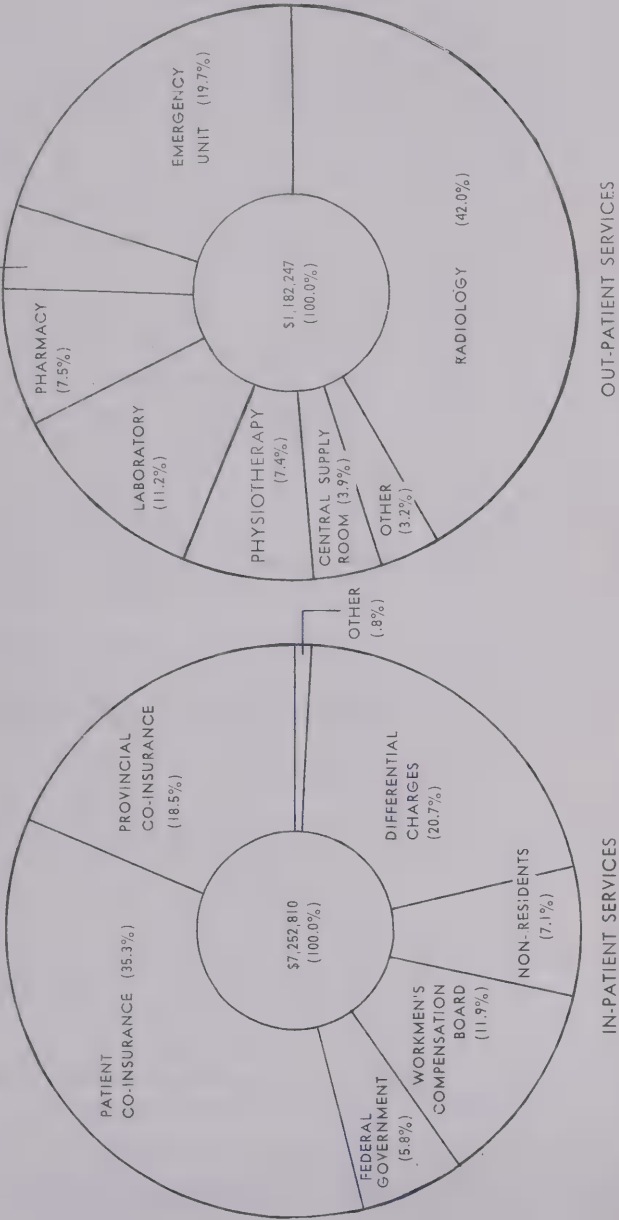 PATIENT
CO-INSURANCE (35.3%)
PROVINCIAL
CO-INSURANCE
(18.5%)
OTHER
(.8%)
DIFFERENTIAL
CHARGES
(20.7%)
NON-RESIDENTS
(7.1%)
WORKMEN'S
COMPENSATION
BOARD
(11.9%)
FEDERAL
GOVERNMENT
(5.8%)
$7,252,810
(100.0%)
IN-PATIENT SERVICES
PHARMACY
(7.5%)
EMERGENCY
UNIT (19.7%)
RADIOLOGY (42.0%)
OTHER
(3.2%)
CENTRAL SUPPLY
ROOM (3.9%)
PHYSIOTHERAPY
(7.4%)
LABORATORY
(11.2%)
$1,182,247
(100.0%)
OUT-PATIENT SERVICES